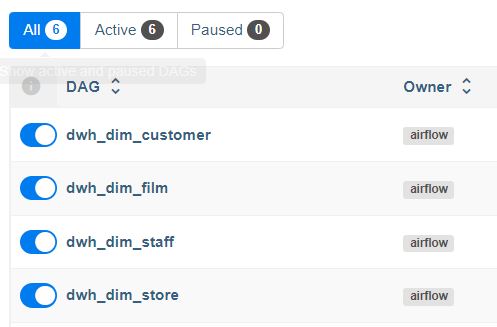 All 6 Active 6 Paused 0
Show active and paused DAGs
i DAG Owner
dwh_dim_customer airflow
dwh_dim_film airflow
dwh_dim_staff airflow
dwh_dim_store airflow